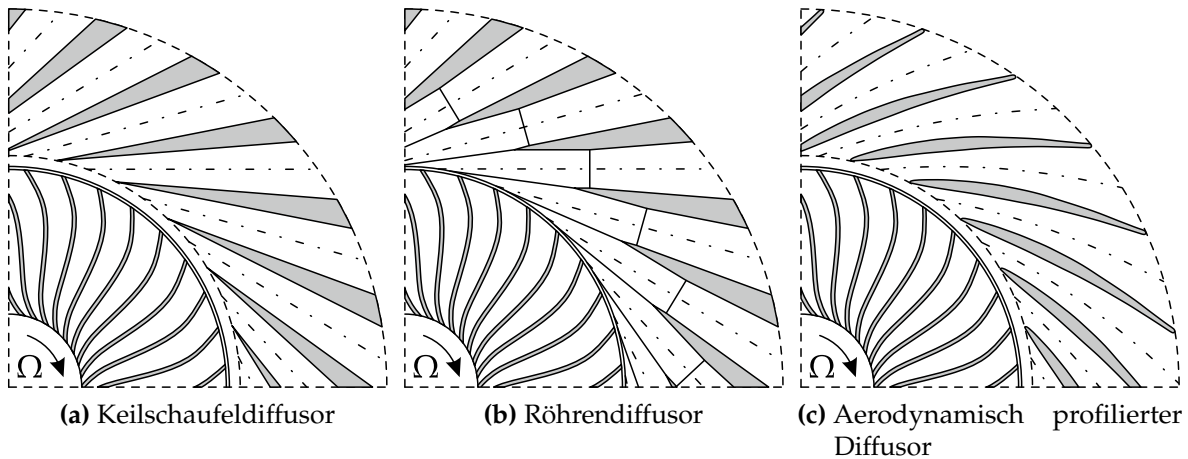 Ω
Ω
Ω
(a) Keilschaufeldiffusor
(b) Röhrendiffusor
(c) Aerodynamisch profilierter
Diffusor